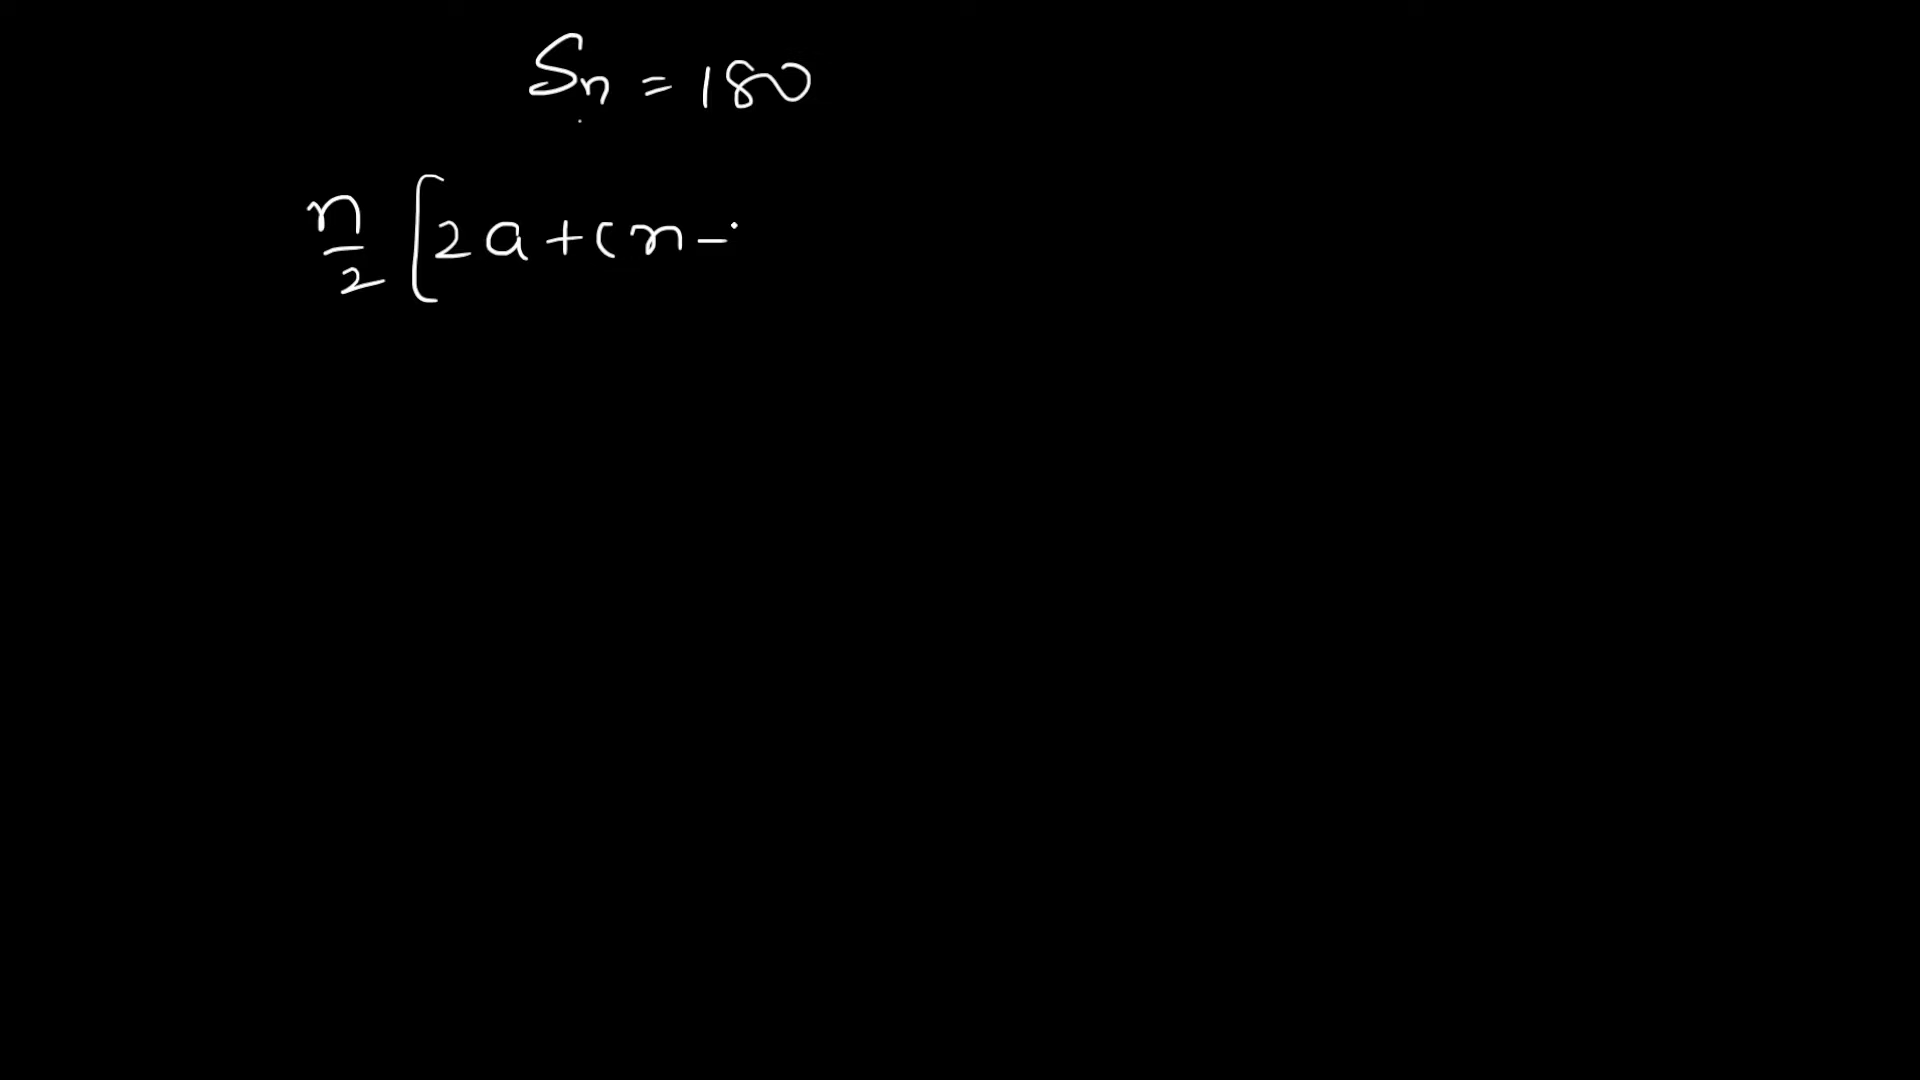 Sn = 180
n/2 [2a + (n -